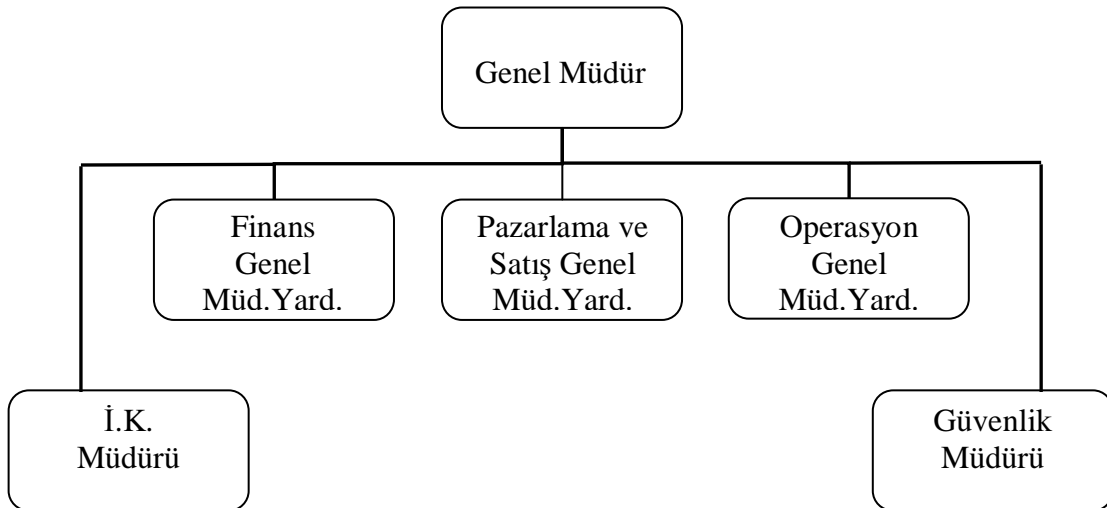 Genel Müdür
Finans
Genel
Müd.Yard.
Pazarlama ve
Satış Genel
Müd.Yard.
Operasyon
Genel
Müd.Yard.
İ.K.
Müdürü
Güvenlik
Müdürü